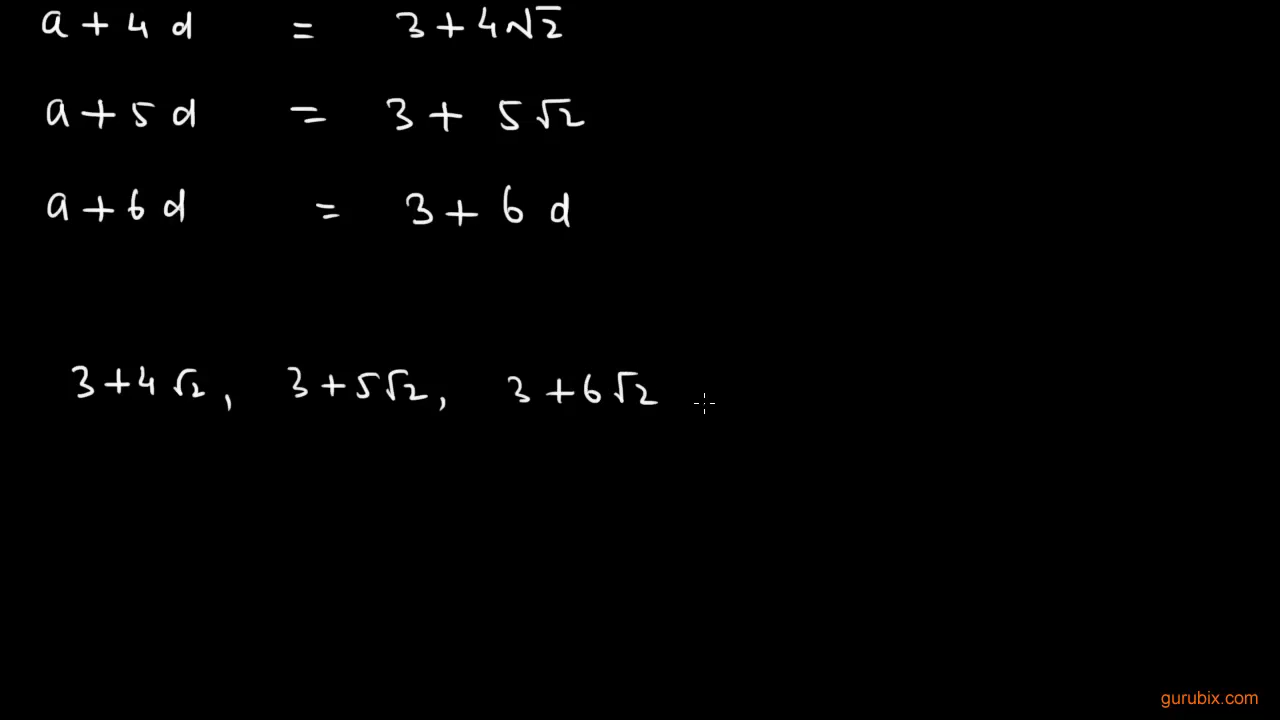 a + 4 d = 3 + 4√2
a + 5 d = 3 + 5√2
a + 6 d = 3 + 6 d
3 + 4√2, 3 + 5√2, 3 + 6√2
gurubix.com